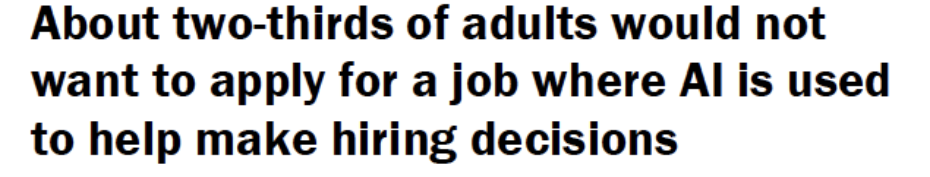 About two-thirds of adults would not
want to apply for a job where AI is used
to help make hiring decisions